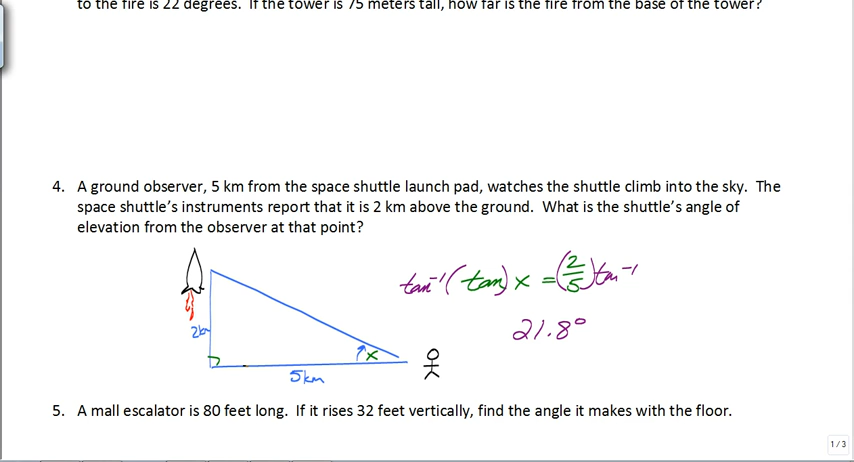 to the fire is 22 degrees. If the tower is 75 meters tall, how far is the fire from the base of the tower?
4. A ground observer, 5 km from the space shuttle launch pad, watches the shuttle climb into the sky. The
space shuttle's instruments report that it is 2 km above the ground. What is the shuttle's angle of
elevation from the observer at that point?
tan⁻¹(tan) x = (2/5) tan⁻¹
21.8°
2km
x
5km
5. A mall escalator is 80 feet long. If it rises 32 feet vertically, find the angle it makes with the floor.
1 / 3